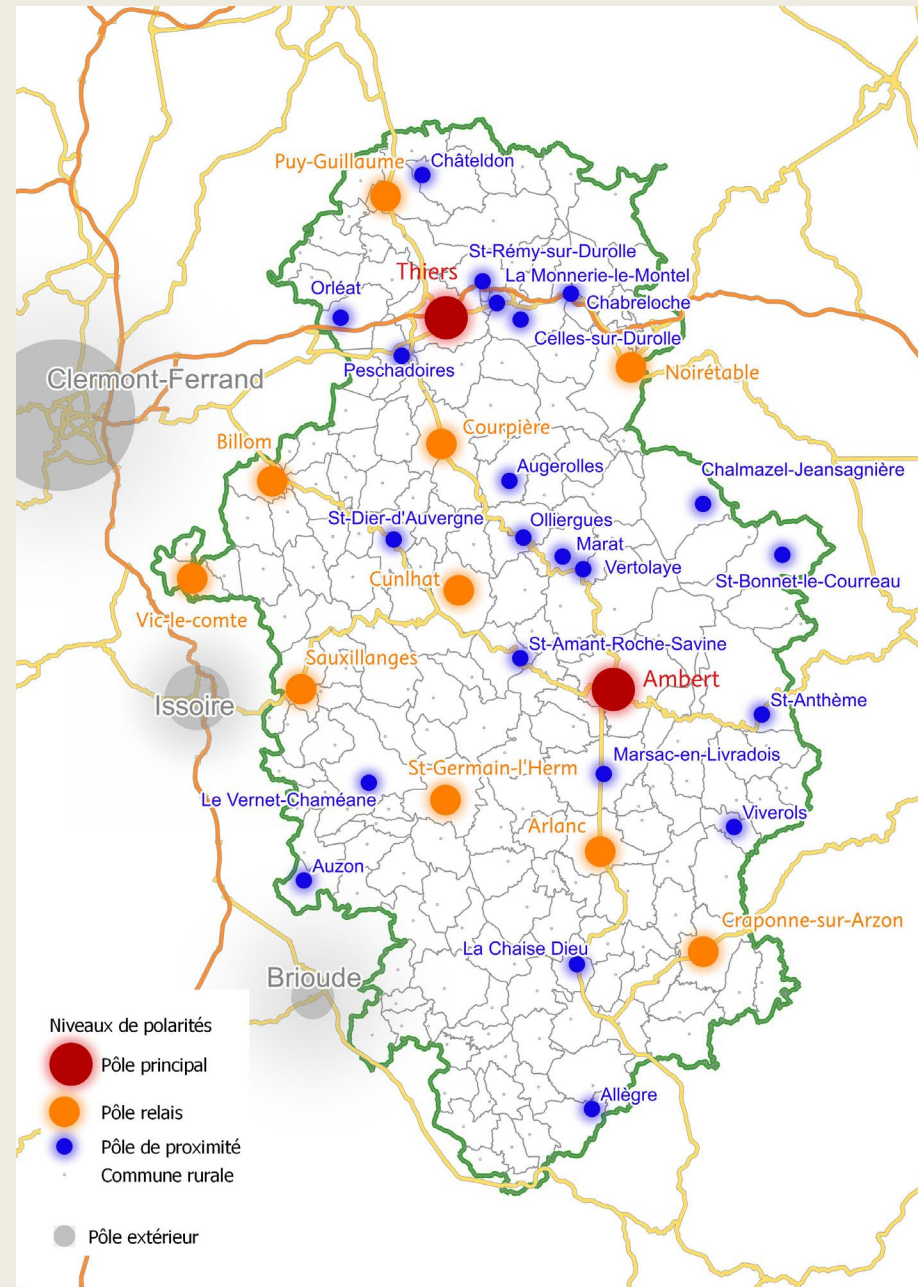 Puy-Guillaume
Châteldon
St-Rémy-sur-Durolle
Thiers
La Monnerie-le-Montel
Orléat
Chabreloche
Celles-sur-Durolle
Peschadoires
Noirétable
Clermont-Ferrand
Courpière
Billom
Augerolles
Chalmazel-Jeansagnière
St-Dier-d'Auvergne
Olliergues
Marat
Vertolaye
St-Bonnet-le-Courreau
Cunlhat
Vic-le-comte
St-Amant-Roche-Savine
Sauxillanges
Ambert
Issoire
St-Anthème
Marsac-en-Livradois
St-Germain-l'Herm
Le Vernet-Chaméane
Viverols
Arlanc
Auzon
Craponne-sur-Arzon
La Chaise Dieu
Brioude
Allègre
Niveaux de polarités
Pôle principal
Pôle relais
Pôle de proximité
Commune rurale
Pôle extérieur